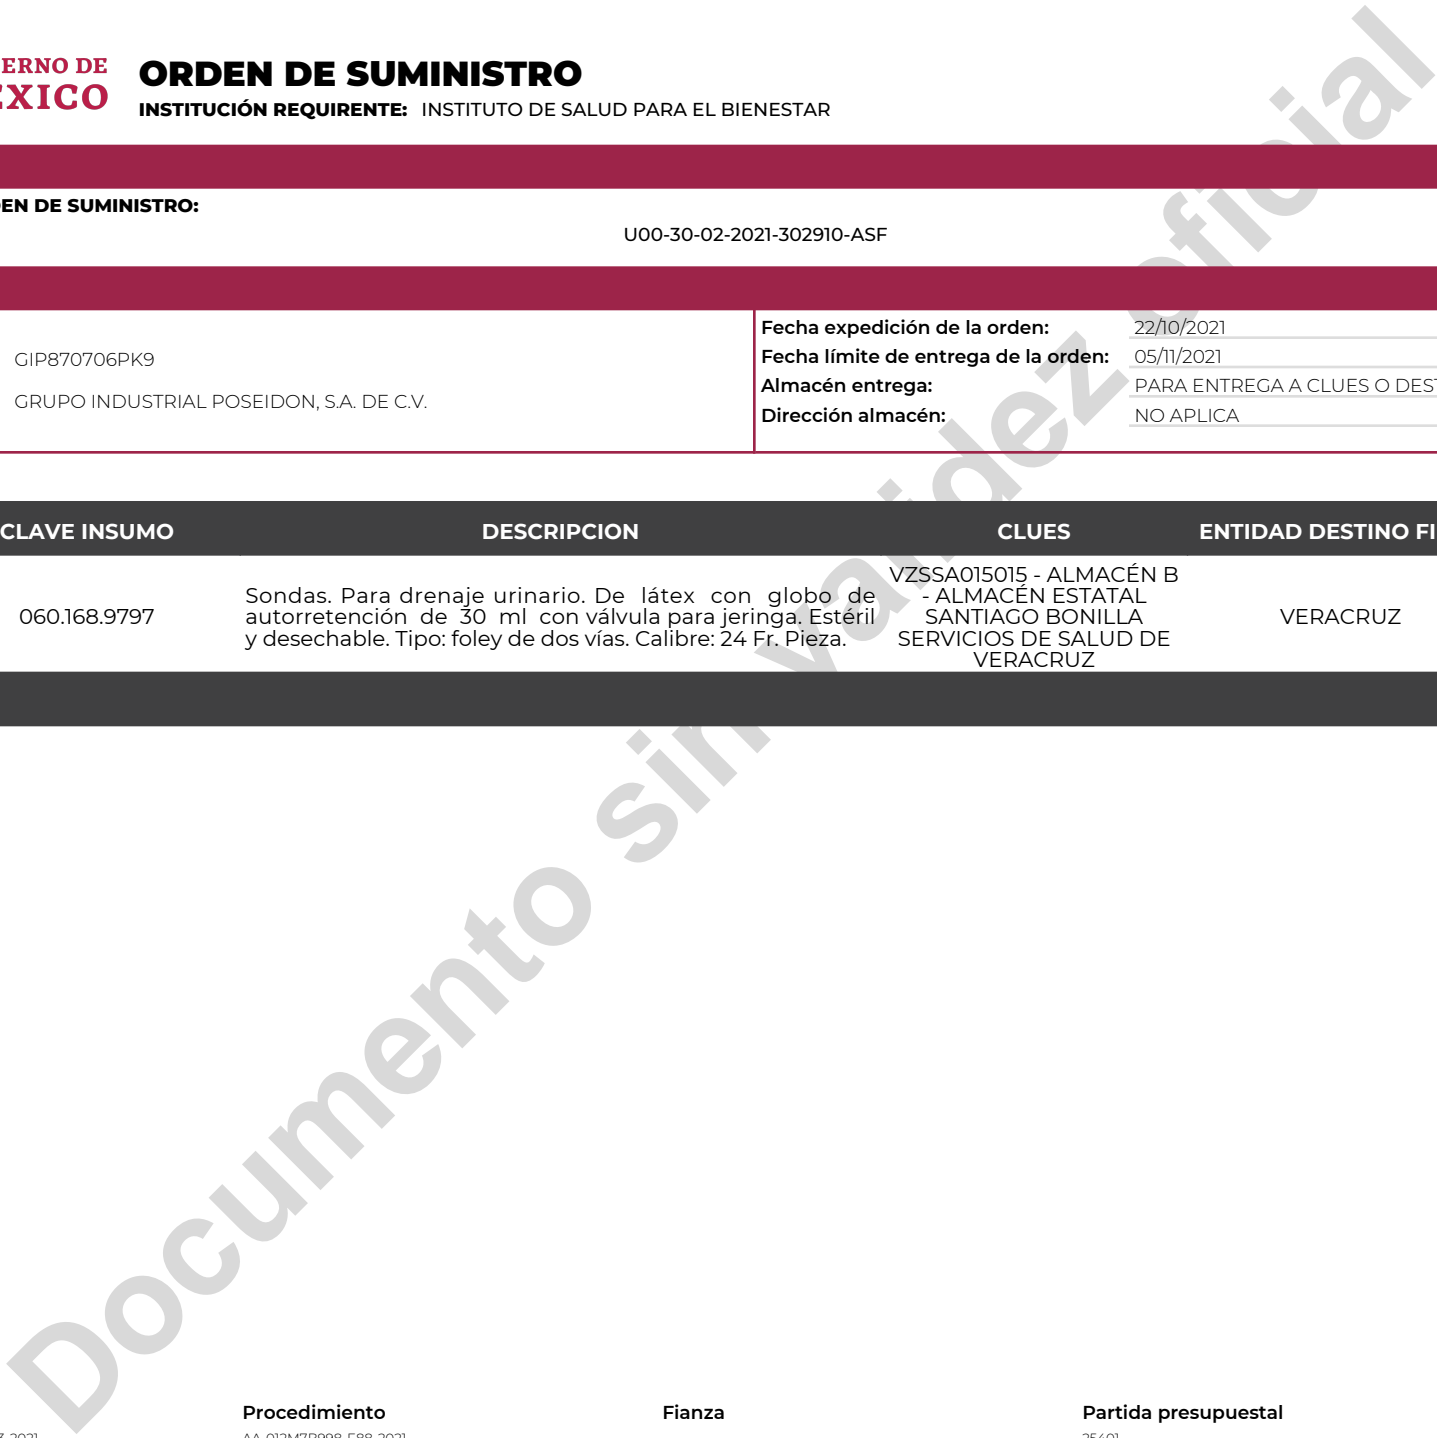 ERNO DE
ÉXICO
ORDEN DE SUMINISTRO
INSTITUCIÓN REQUIRENTE: INSTITUTO DE SALUD PARA EL BIENESTAR
EN DE SUMINISTRO:
U00-30-02-2021-302910-ASF
GIP870706PK9
GRUPO INDUSTRIAL POSEIDON, S.A. DE C.V.
Fecha expedición de la orden: 22/10/2021
Fecha límite de entrega de la orden: 05/11/2021
Almacén entrega: PARA ENTREGA A CLUES O DEST
Dirección almacén: NO APLICA
CLAVE INSUMO DESCRIPCION CLUES ENTIDAD DESTINO FI
060.168.9797
Sondas. Para drenaje urinario. De látex con globo de
autorretención de 30 ml con válvula para jeringa. Estéril
y desechable. Tipo: foley de dos vías. Calibre: 24 Fr. Pieza.
VZSSA015015 - ALMACÉN B
- ALMACÉN ESTATAL
SANTIAGO BONILLA
SERVICIOS DE SALUD DE
VERACRUZ
VERACRUZ
Documento sin validez oficial
Procedimiento Fianza Partida presupuestal